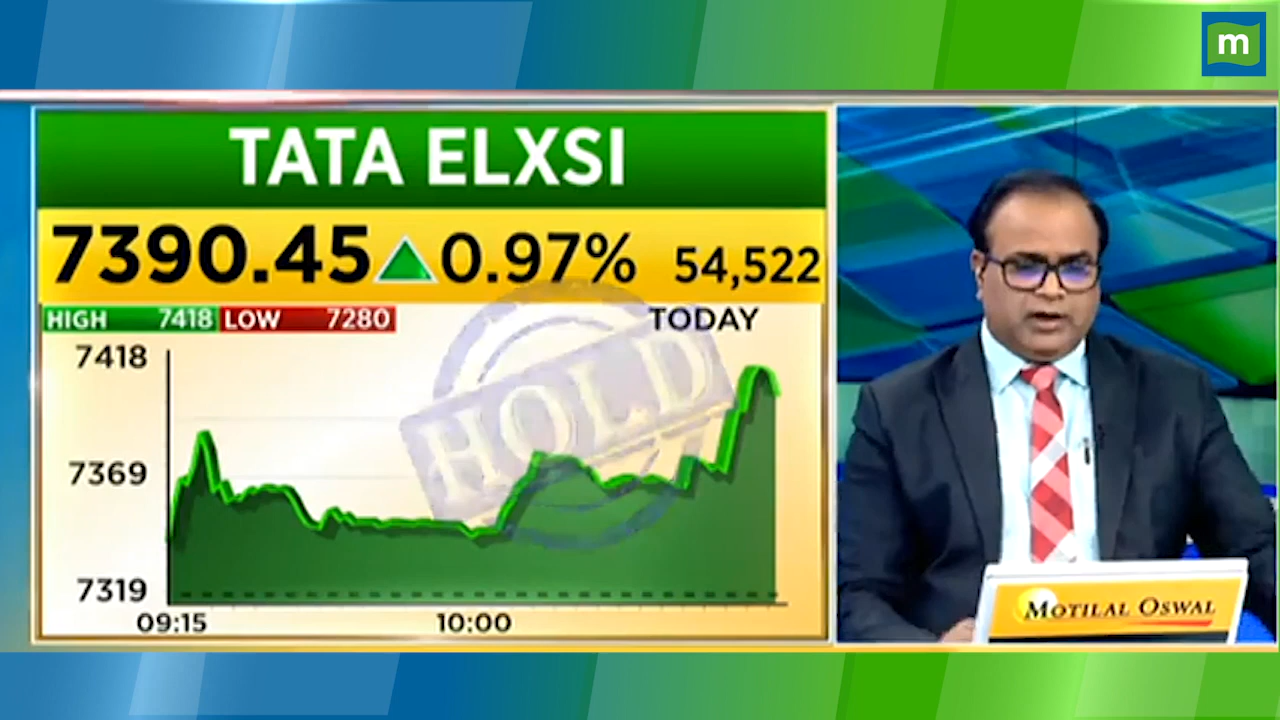 m
TATA ELXSI
7390.45 ▲ 0.97% 54,522
HIGH 7418 LOW 7280 TODAY
7418
7369
7319
09:15 10:00
HOLD
MOTILAL OSWAL